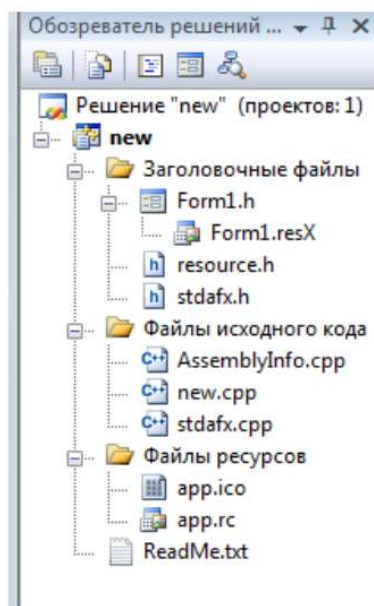 Обозреватель решений ...
Решение "new" (проектов: 1)
new
Заголовочные файлы
Form1.h
Form1.resX
h resource.h
h stdafx.h
Файлы исходного кода
C++ AssemblyInfo.cpp
C++ new.cpp
C++ stdafx.cpp
Файлы ресурсов
app.ico
app.rc
ReadMe.txt